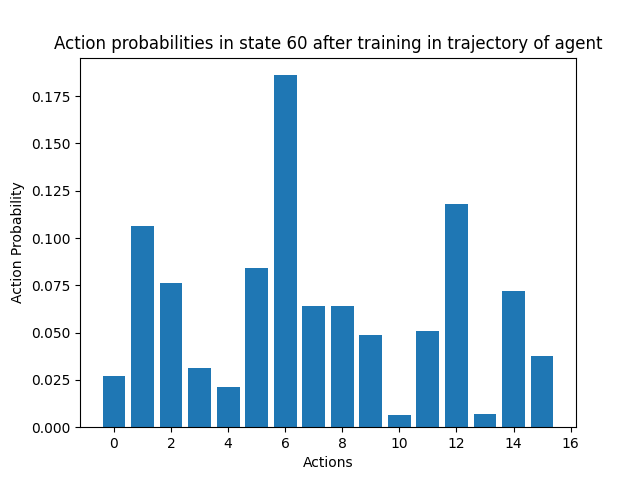 Action probabilities in state 60 after training in trajectory of agent
0.175
0.150
0.125
0.100
0.075
0.050
0.025
0.000
Action Probability
0 2 4 6 8 10 12 14 16
Actions